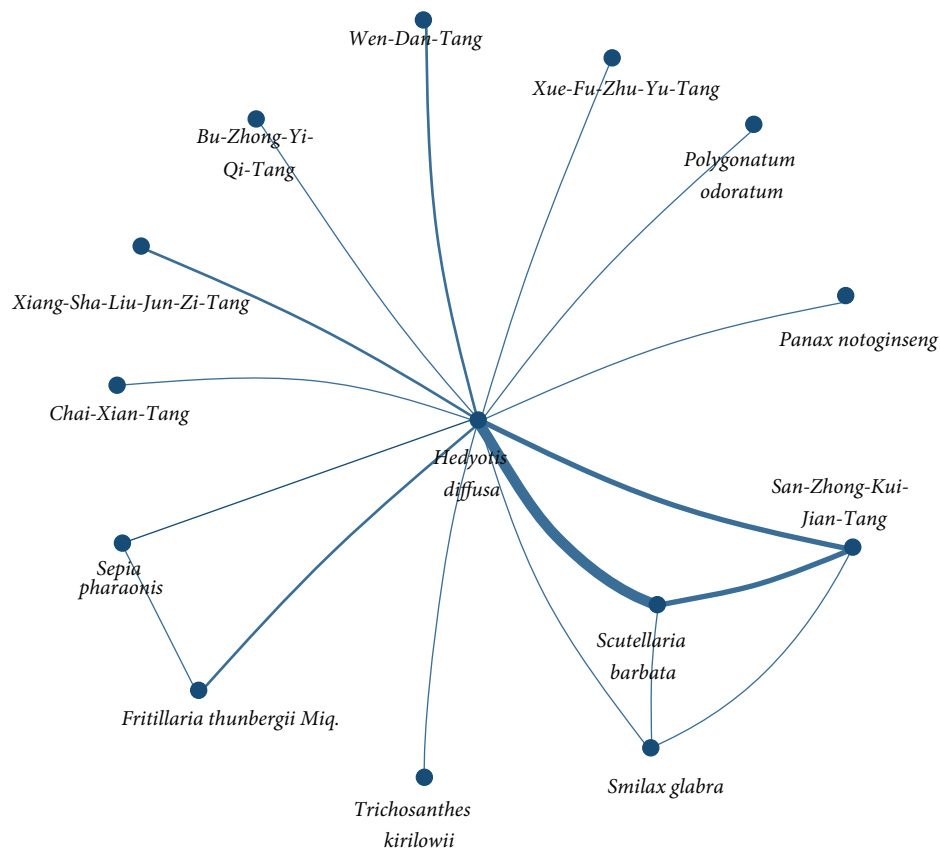 Wen-Dan-Tang
Xue-Fu-Zhu-Yu-Tang
Bu-Zhong-Yi-
Qi-Tang
Polygonatum
odoratum
Xiang-Sha-Liu-Jun-Zi-Tang
Panax notoginseng
Chai-Xian-Tang
Hedyotis
diffusa
San-Zhong-Kui-
Jian-Tang
Sepia
pharaonis
Scutellaria
barbata
Fritillaria thunbergii Miq.
Smilax glabra
Trichosanthes
kirilowii